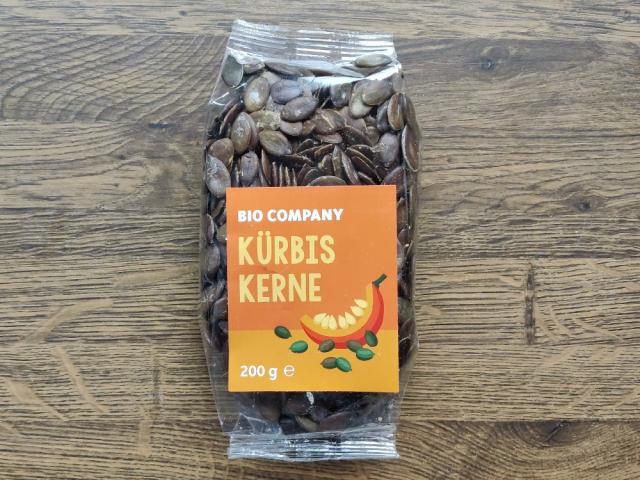 BIO COMPANY
KÜRBIS
KERNE
200 g ℮